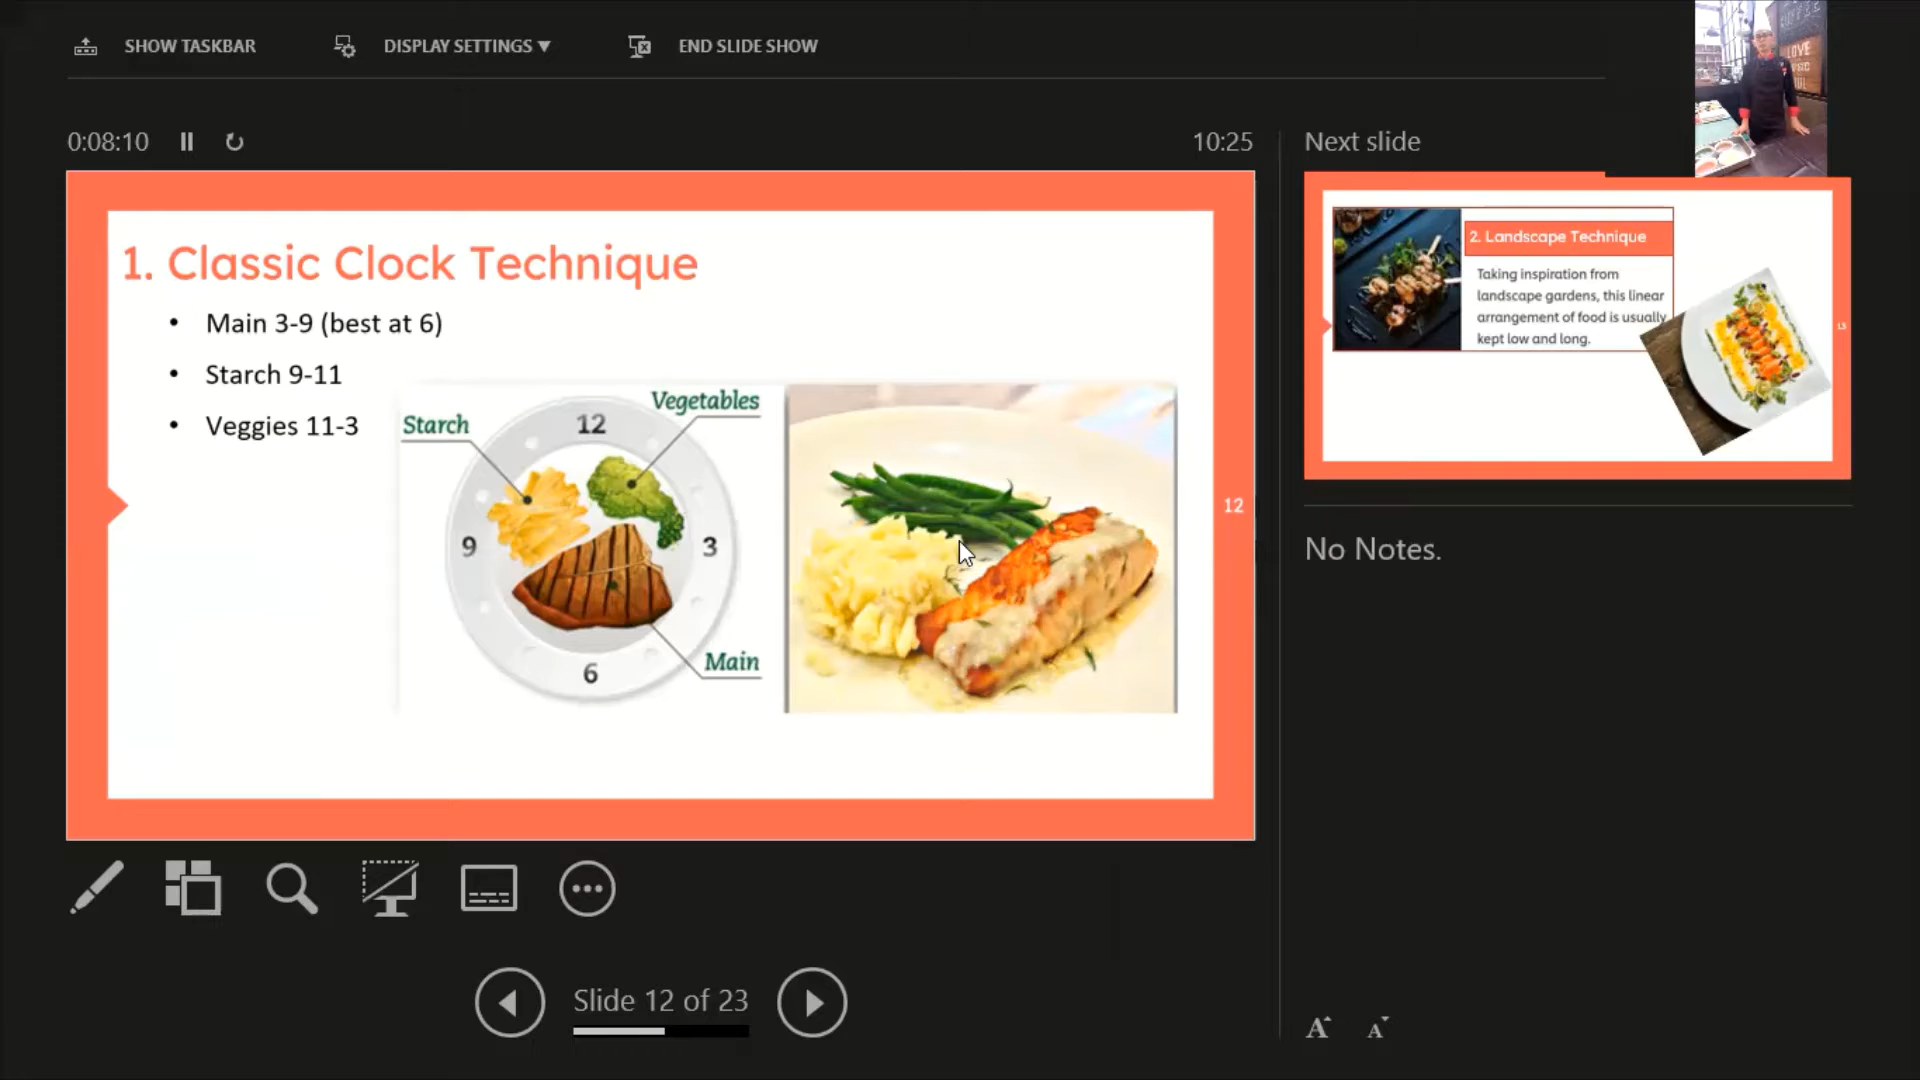 SHOW TASKBAR
DISPLAY SETTINGS ▼
END SLIDE SHOW
LOVE
0:08:10
10:25
Next slide
1. Classic Clock Technique
• Main 3-9 (best at 6)
• Starch 9-11
• Veggies 11-3
Starch
Vegetables
12
9
3
6
Main
12
2. Landscape Technique
Taking inspiration from
landscape gardens, this linear
arrangement of food is usually
kept low and long.
13
No Notes.
Slide 12 of 23
A
A